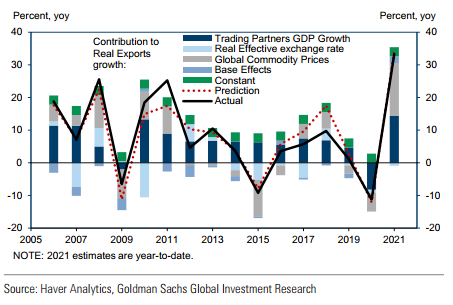 Percent, yoy Percent, yoy
40 40
Contribution to Trading Partners GDP Growth
Real Exports Real Effective exchange rate
30 growth: Global Commodity Prices 30
Base Effects
Constant
20 Prediction 20
Actual
10 10
0 0
-10 -10
-20 -20
2005 2007 2009 2011 2013 2015 2017 2019 2021
NOTE: 2021 estimates are year-to-date.
Source: Haver Analytics, Goldman Sachs Global Investment Research